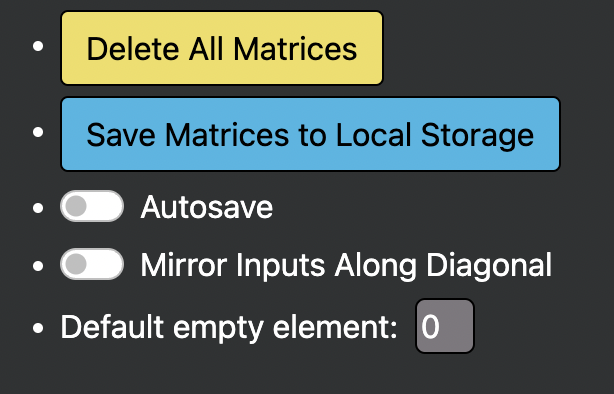 Delete All Matrices
Save Matrices to Local Storage
Autosave
Mirror Inputs Along Diagonal
Default empty element: 0